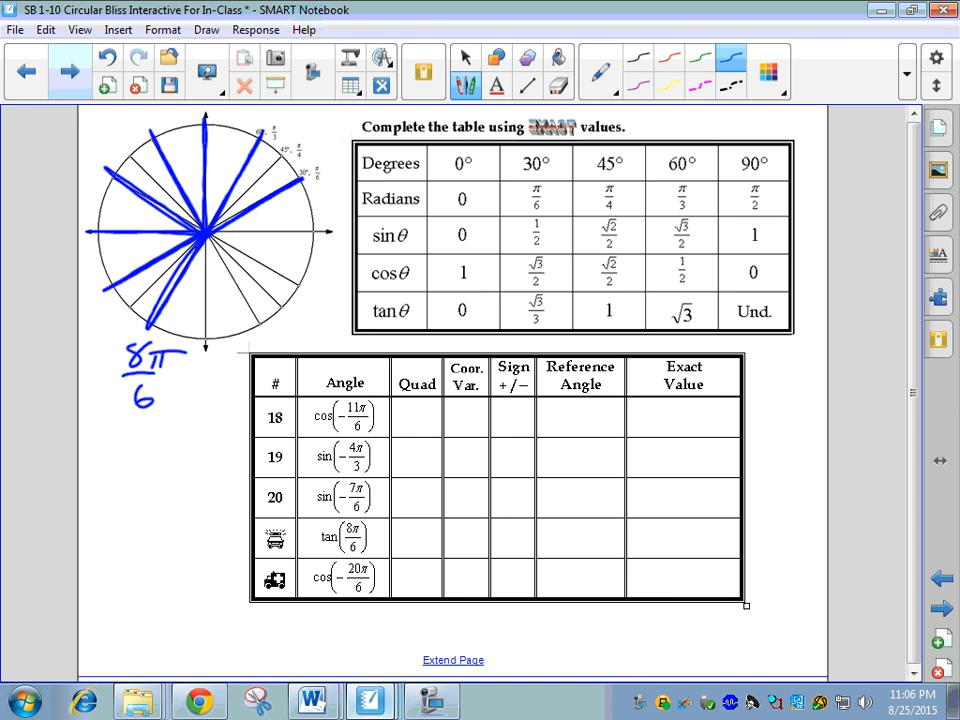 SB 1-10 Circular Bliss Interactive For In-Class * - SMART Notebook
File Edit View Insert Format Draw Response Help
60°, π/3
45°, π/4
30°, π/6
8π/6
Complete the table using EXACT values.
Degrees 0° 30° 45° 60° 90°
Radians 0 π/6 π/4 π/3 π/2
sinθ 0 1/2 √2/2 √3/2 1
cosθ 1 √3/2 √2/2 1/2 0
tanθ 0 √3/3 1 √3 Und.
# Angle Quad Coor. Var. Sign +/− Reference Angle Exact Value
18 cos(−11π/6)
19 sin(−4π/3)
20 sin(−7π/6)
tan(8π/6)
cos(−20π/6)
Extend Page
11:06 PM
8/25/2015